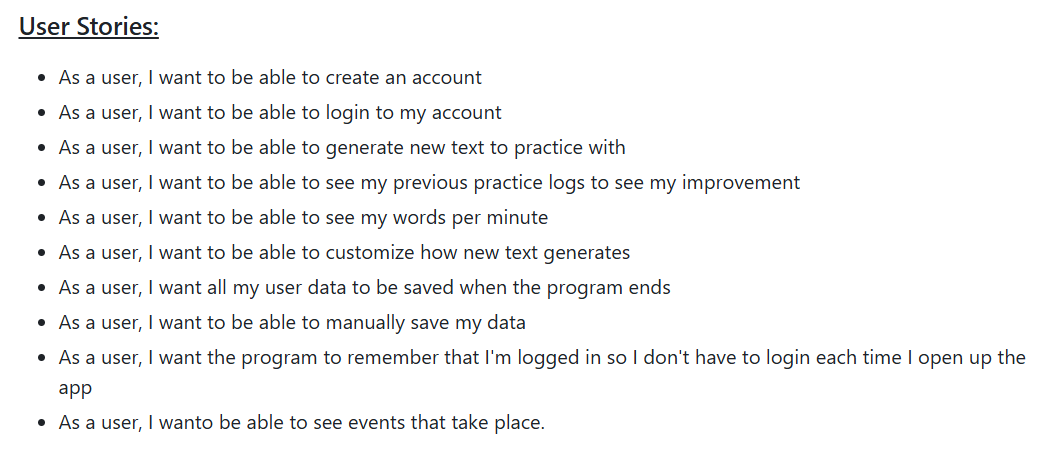 User Stories:
As a user, I want to be able to create an account
As a user, I want to be able to login to my account
As a user, I want to be able to generate new text to practice with
As a user, I want to be able to see my previous practice logs to see my improvement
As a user, I want to be able to see my words per minute
As a user, I want to be able to customize how new text generates
As a user, I want all my user data to be saved when the program ends
As a user, I want to be able to manually save my data
As a user, I want the program to remember that I'm logged in so I don't have to login each time I open up the
app
As a user, I wanto be able to see events that take place.